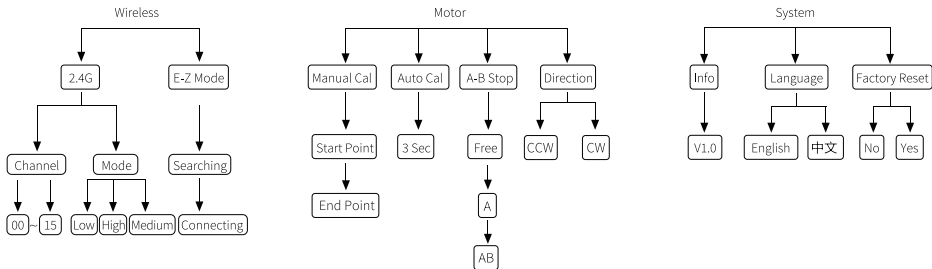 Wireless
Motor
System
2.4G
E-Z Mode
Manual Cal
Auto Cal
A-B Stop
Direction
Info
Language
Factory Reset
Channel
Mode
Searching
Start Point
3 Sec
Free
CCW
CW
V1.0
English
中文
No
Yes
00~15
Low
High
Medium
Connecting
End Point
A
AB